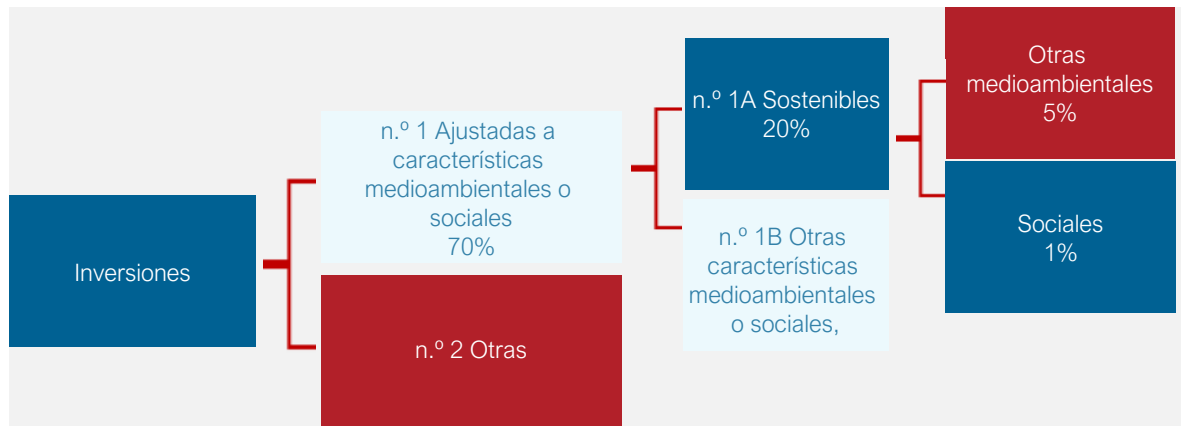 Inversiones
n.º 1 Ajustadas a
características
medioambientales o
sociales
70%
n.º 2 Otras
n.º 1A Sostenibles
20%
n.º 1B Otras
características
medioambientales
o sociales,
Otras
medioambientales
5%
Sociales
1%